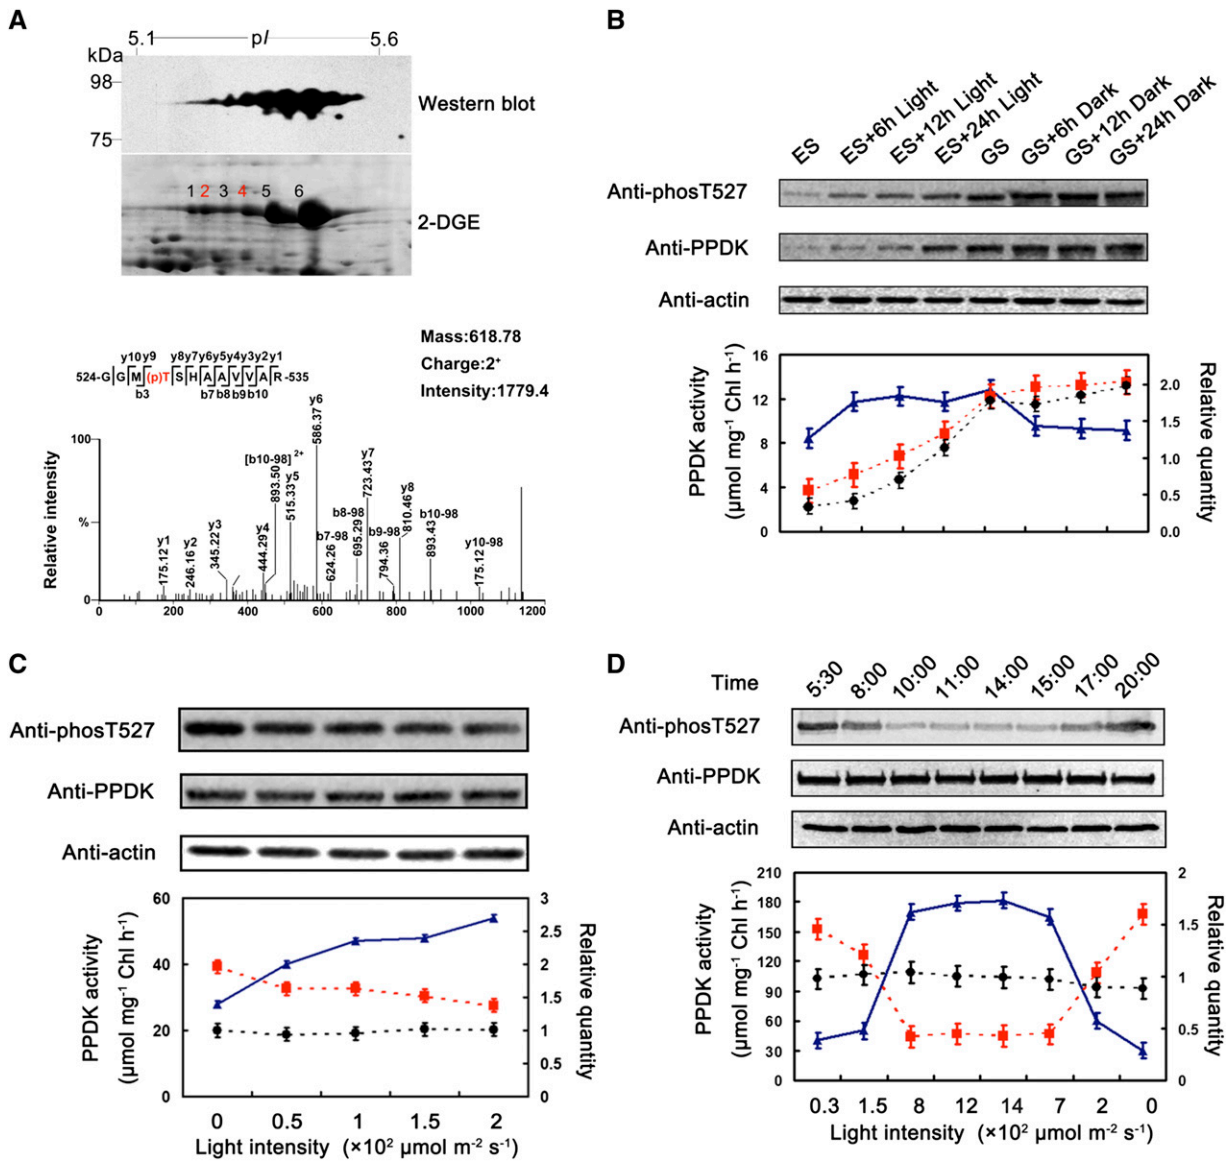 A
5.1 pI 5.6
kDa
98
75
Western blot
1 2 3 4 5 6
2-DGE
Mass:618.78
Charge:2+
Intensity:1779.4
y10 y9 y8y7y6y5y4y3y2y1
524-G G M (p)T S H A A V V A R -535
b3 b7 b8 b9 b10
Relative intensity
100
%
0
y1
175.12
y2
246.16
y3
345.22
y4
444.29
[b10-98] 2+
893.50
y5
515.33
y6
586.37
b7-98
624.26
b8-98
695.29
y7
723.43
b9-98
794.36
y8
810.46
b10-98
893.43
y10-98
175.12
0 200 400 600 800 1000 1200
B
ES ES+6h Light ES+12h Light ES+24h Light GS GS+6h Dark GS+12h Dark GS+24h Dark
Anti-phosT527
Anti-PPDK
Anti-actin
PPDK activity
(µmol mg⁻¹ Chl h⁻¹)
16
12
8
4
0
2.0
1.5
1.0
0.5
0.0
Relative quantity
C
Anti-phosT527
Anti-PPDK
Anti-actin
PPDK activity
(µmol mg⁻¹ Chl h⁻¹)
60
40
20
0
3
2.5
2
1.5
1
0.5
0
Relative quantity
0 0.5 1 1.5 2
Light intensity (×10² µmol m⁻² s⁻¹)
D
Time 5:30 8:00 10:00 11:00 14:00 15:00 17:00 20:00
Anti-phosT527
Anti-PPDK
Anti-actin
PPDK activity
(µmol mg⁻¹ Chl h⁻¹)
210
180
150
120
90
60
30
0
2
1.5
1
0.5
0
Relative quantity
0.3 1.5 8 12 14 7 2 0
Light intensity (×10² µmol m⁻² s⁻¹)